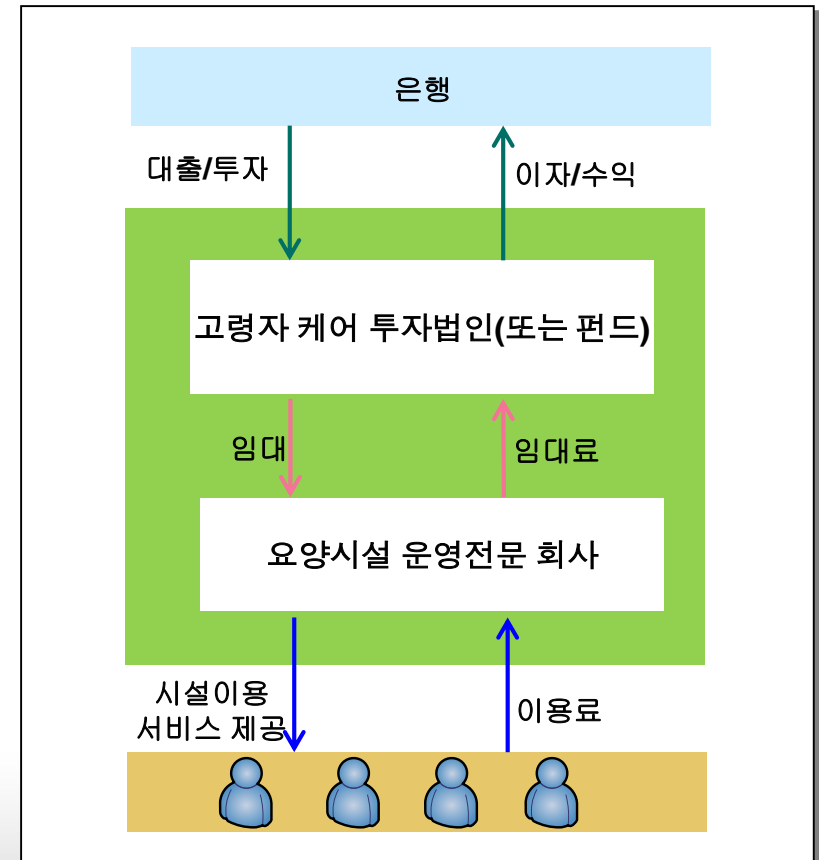 은행
대출/투자
이자/수익
고령자 케어 투자법인(또는 펀드)
임대
임대료
요양시설 운영전문 회사
시설이용
서비스 제공
이용료